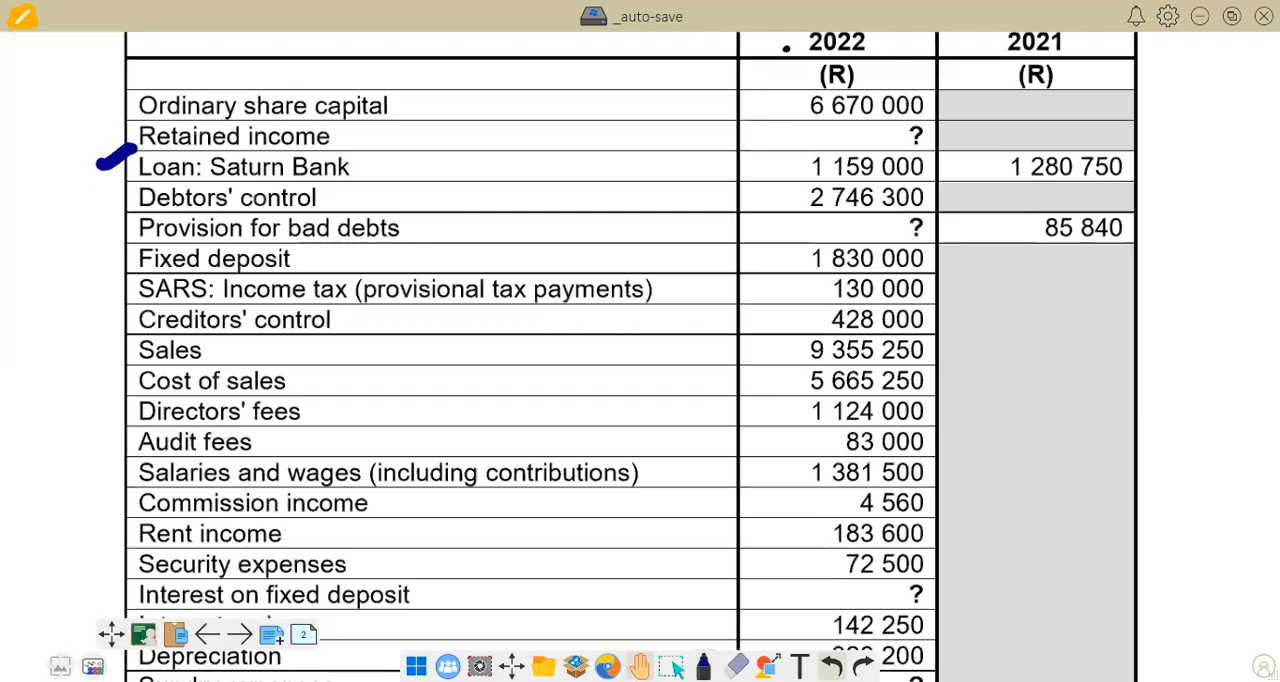 _auto-save
2022 2021
(R) (R)
Ordinary share capital 6 670 000
Retained income ?
Loan: Saturn Bank 1 159 000 1 280 750
Debtors' control 2 746 300
Provision for bad debts ? 85 840
Fixed deposit 1 830 000
SARS: Income tax (provisional tax payments) 130 000
Creditors' control 428 000
Sales 9 355 250
Cost of sales 5 665 250
Directors' fees 1 124 000
Audit fees 83 000
Salaries and wages (including contributions) 1 381 500
Commission income 4 560
Rent income 183 600
Security expenses 72 500
Interest on fixed deposit ?
142 250
Depreciation 200
?
2
T